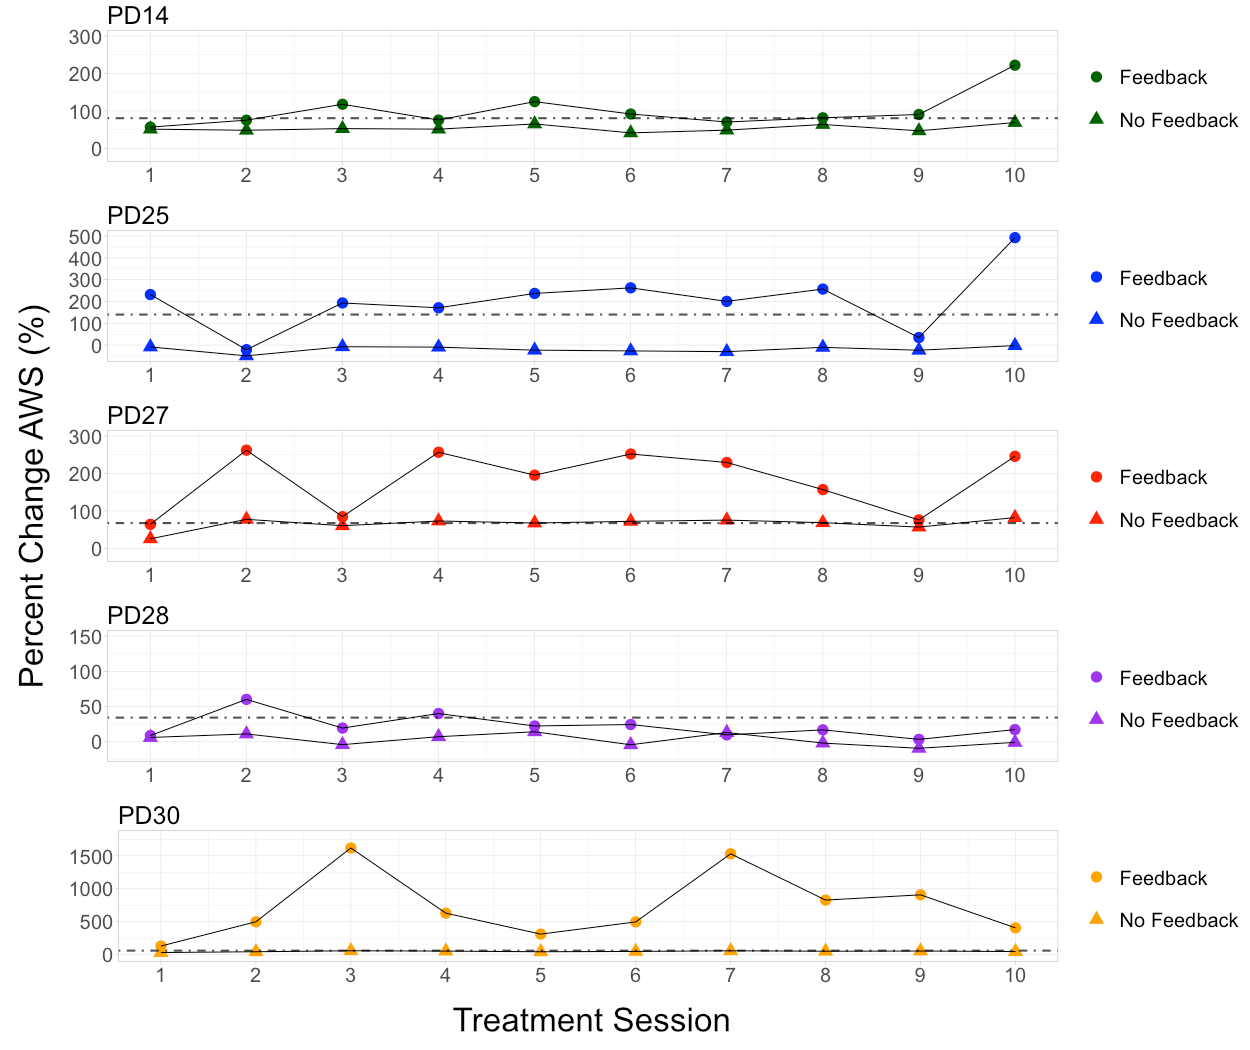 PD14
300
200
100
0
1 2 3 4 5 6 7 8 9 10
Feedback
No Feedback
PD25
500
400
300
200
100
0
1 2 3 4 5 6 7 8 9 10
Feedback
No Feedback
PD27
300
200
100
0
1 2 3 4 5 6 7 8 9 10
Feedback
No Feedback
PD28
150
100
50
0
1 2 3 4 5 6 7 8 9 10
Feedback
No Feedback
PD30
1500
1000
500
0
1 2 3 4 5 6 7 8 9 10
Feedback
No Feedback
Percent Change AWS (%)
Treatment Session